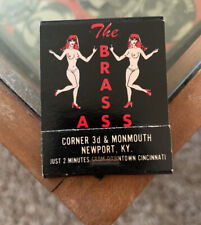 The
BRASS
ASS
CORNER 3d & MONMOUTH
NEWPORT, KY.
JUST 2 MINUTES FROM DOWNTOWN CINCINNATI